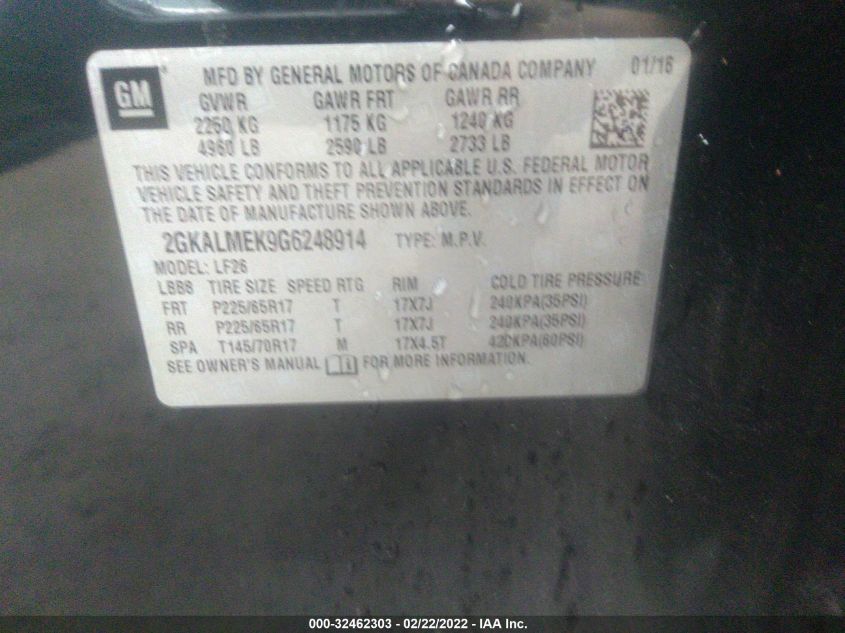 GM
MFD BY GENERAL MOTORS OF CANADA COMPANY 01/16
GVWR GAWR FRT GAWR RR
2250 KG 1175 KG 1240 KG
4960 LB 2590 LB 2733 LB
THIS VEHICLE CONFORMS TO ALL APPLICABLE U.S. FEDERAL MOTOR
VEHICLE SAFETY AND THEFT PREVENTION STANDARDS IN EFFECT ON
THE DATE OF MANUFACTURE SHOWN ABOVE.
2GKALMEK9G6248914 TYPE: M.P.V.
MODEL: LF26
TIRE SIZE SPEED RTG RIM COLD TIRE PRESSURE
FRT P225/65R17 T 17X7J 240KPA(35PSI)
RR P225/65R17 T 17X7J 240KPA(35PSI)
SPA T145/70R17 M 17X4.5T 420KPA(60PSI)
SEE OWNER'S MANUAL FOR MORE INFORMATION.
000-32462303 - 02/22/2022 - IAA Inc.